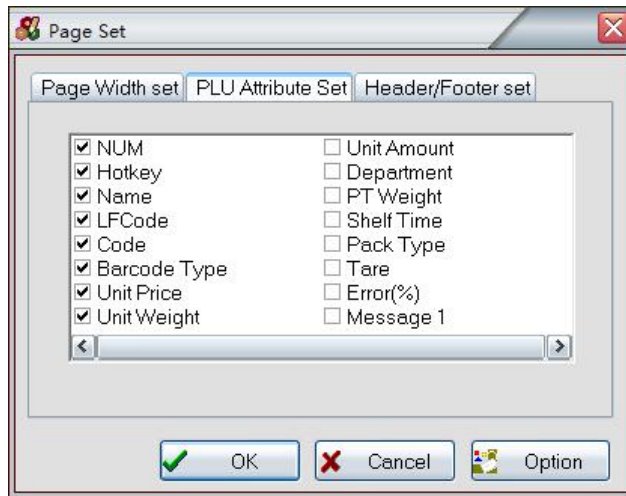 Page Set
Page Width set PLU Attribute Set Header/Footer set
NUM
Hotkey
Name
LFCode
Code
Barcode Type
Unit Price
Unit Weight
Unit Amount
Department
PT Weight
Shelf Time
Pack Type
Tare
Error(%)
Message 1
OK Cancel Option